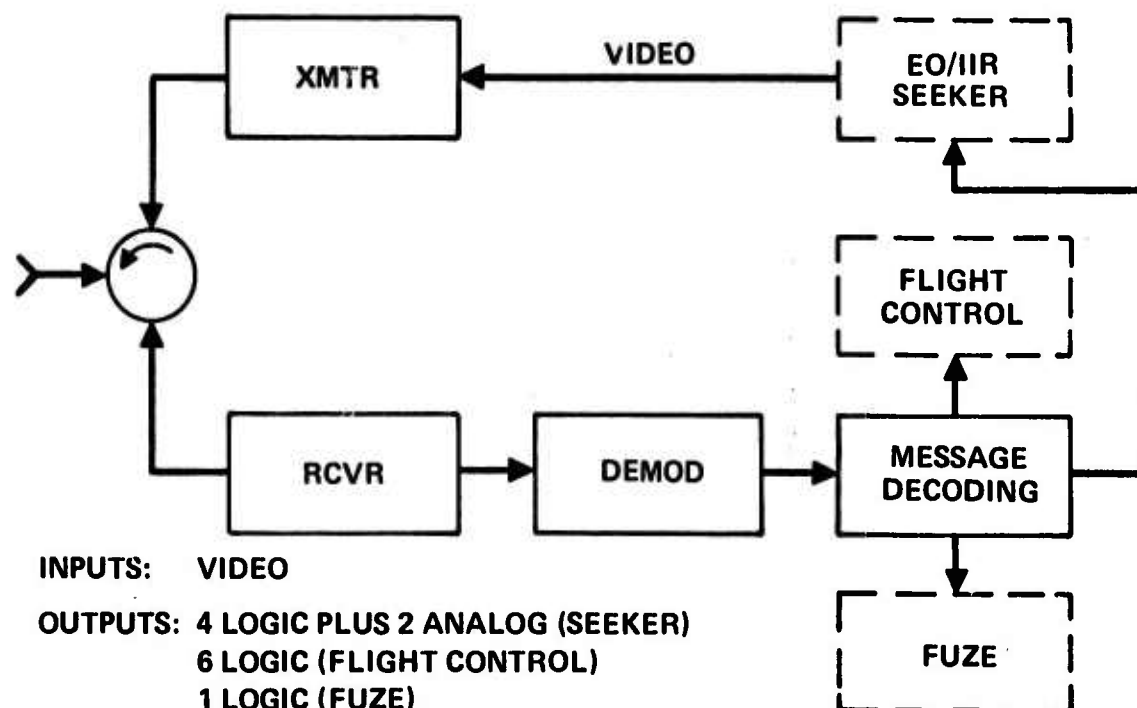 XMTR
VIDEO
EO/IIR
SEEKER
FLIGHT
CONTROL
RCVR
DEMOD
MESSAGE
DECODING
FUZE
INPUTS: VIDEO
OUTPUTS: 4 LOGIC PLUS 2 ANALOG (SEEKER)
6 LOGIC (FLIGHT CONTROL)
1 LOGIC (FUZE)